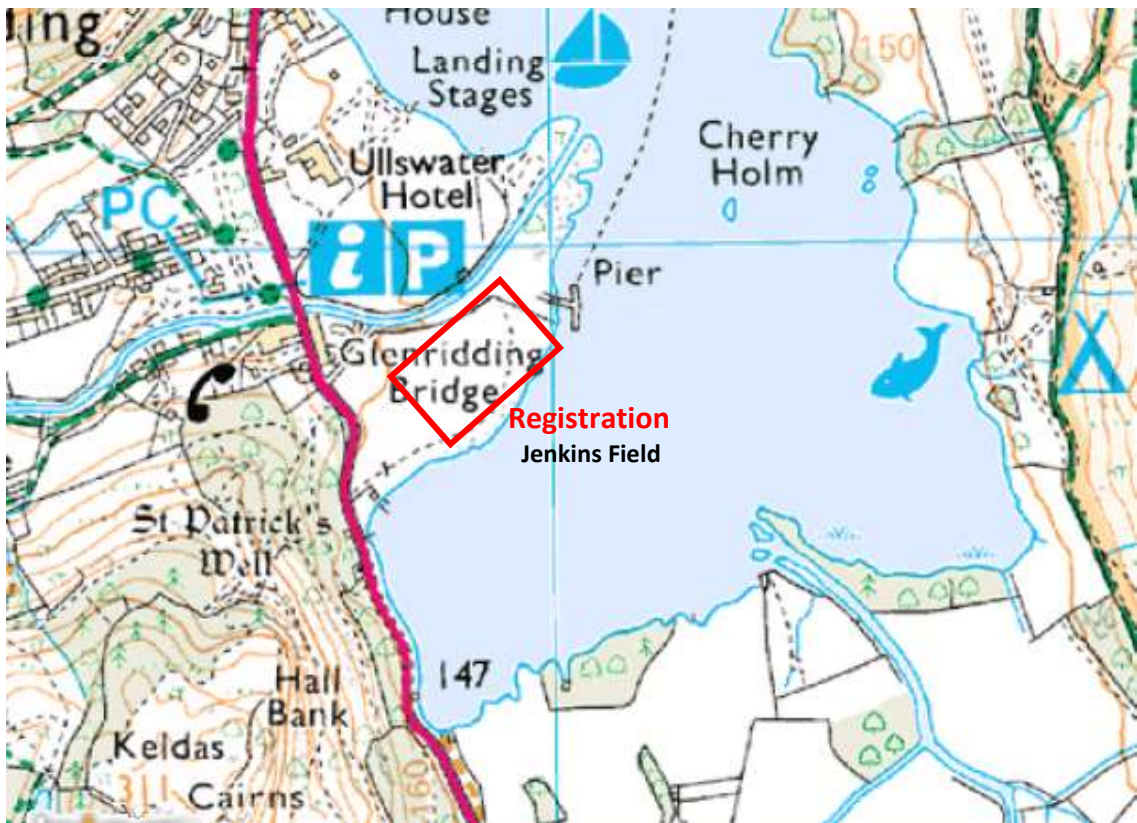 House
ing
Landing
Stages
150
Cherry
Holm
Ullswater
Hotel
PC
i P
Pier
Glenridding
Bridge
Registration
Jenkins Field
St Patrick's
Well
147
Hall
Bank
Keldas
311
Cairns
160